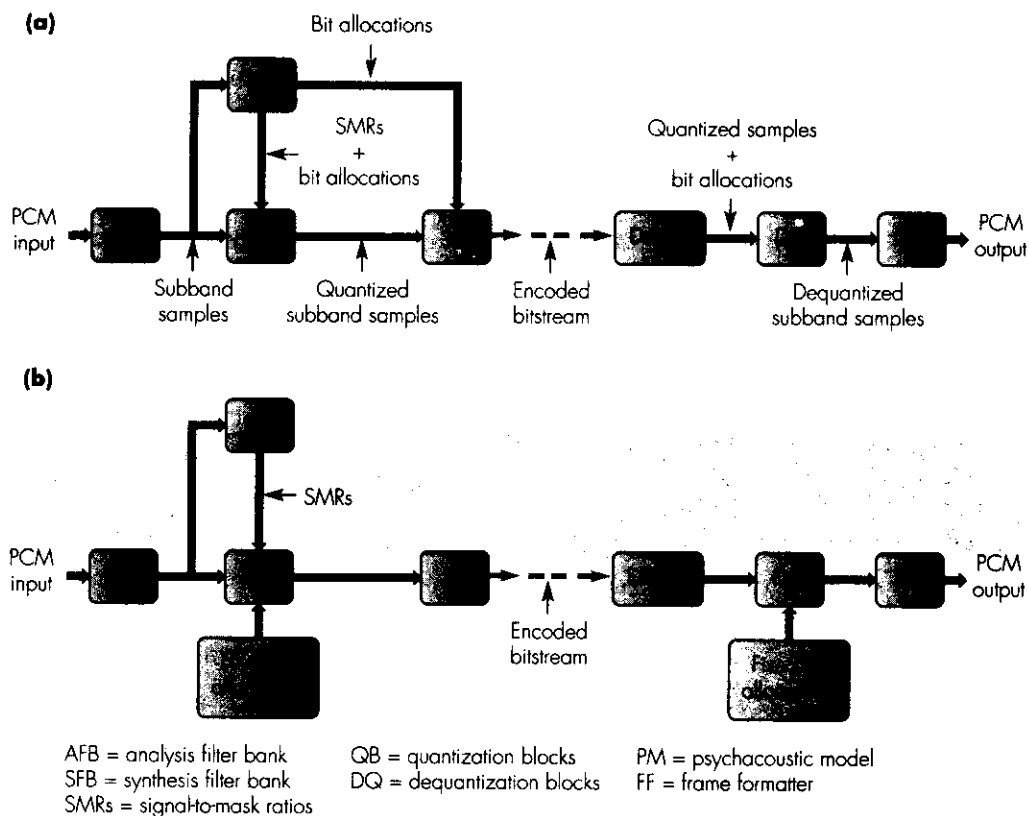 (a)
Bit allocations
SMRs
+
bit allocations
Quantized samples
+
bit allocations
PCM
input
PCM
output
Subband
samples
Quantized
subband samples
Encoded
bitstream
Dequantized
subband samples
(b)
SMRs
PCM
input
PCM
output
Encoded
bitstream
AFB = analysis filter bank
SFB = synthesis filter bank
SMRs = signal-to-mask ratios
QB = quantization blocks
DQ = dequantization blocks
PM = psychacoustic model
FF = frame formatter